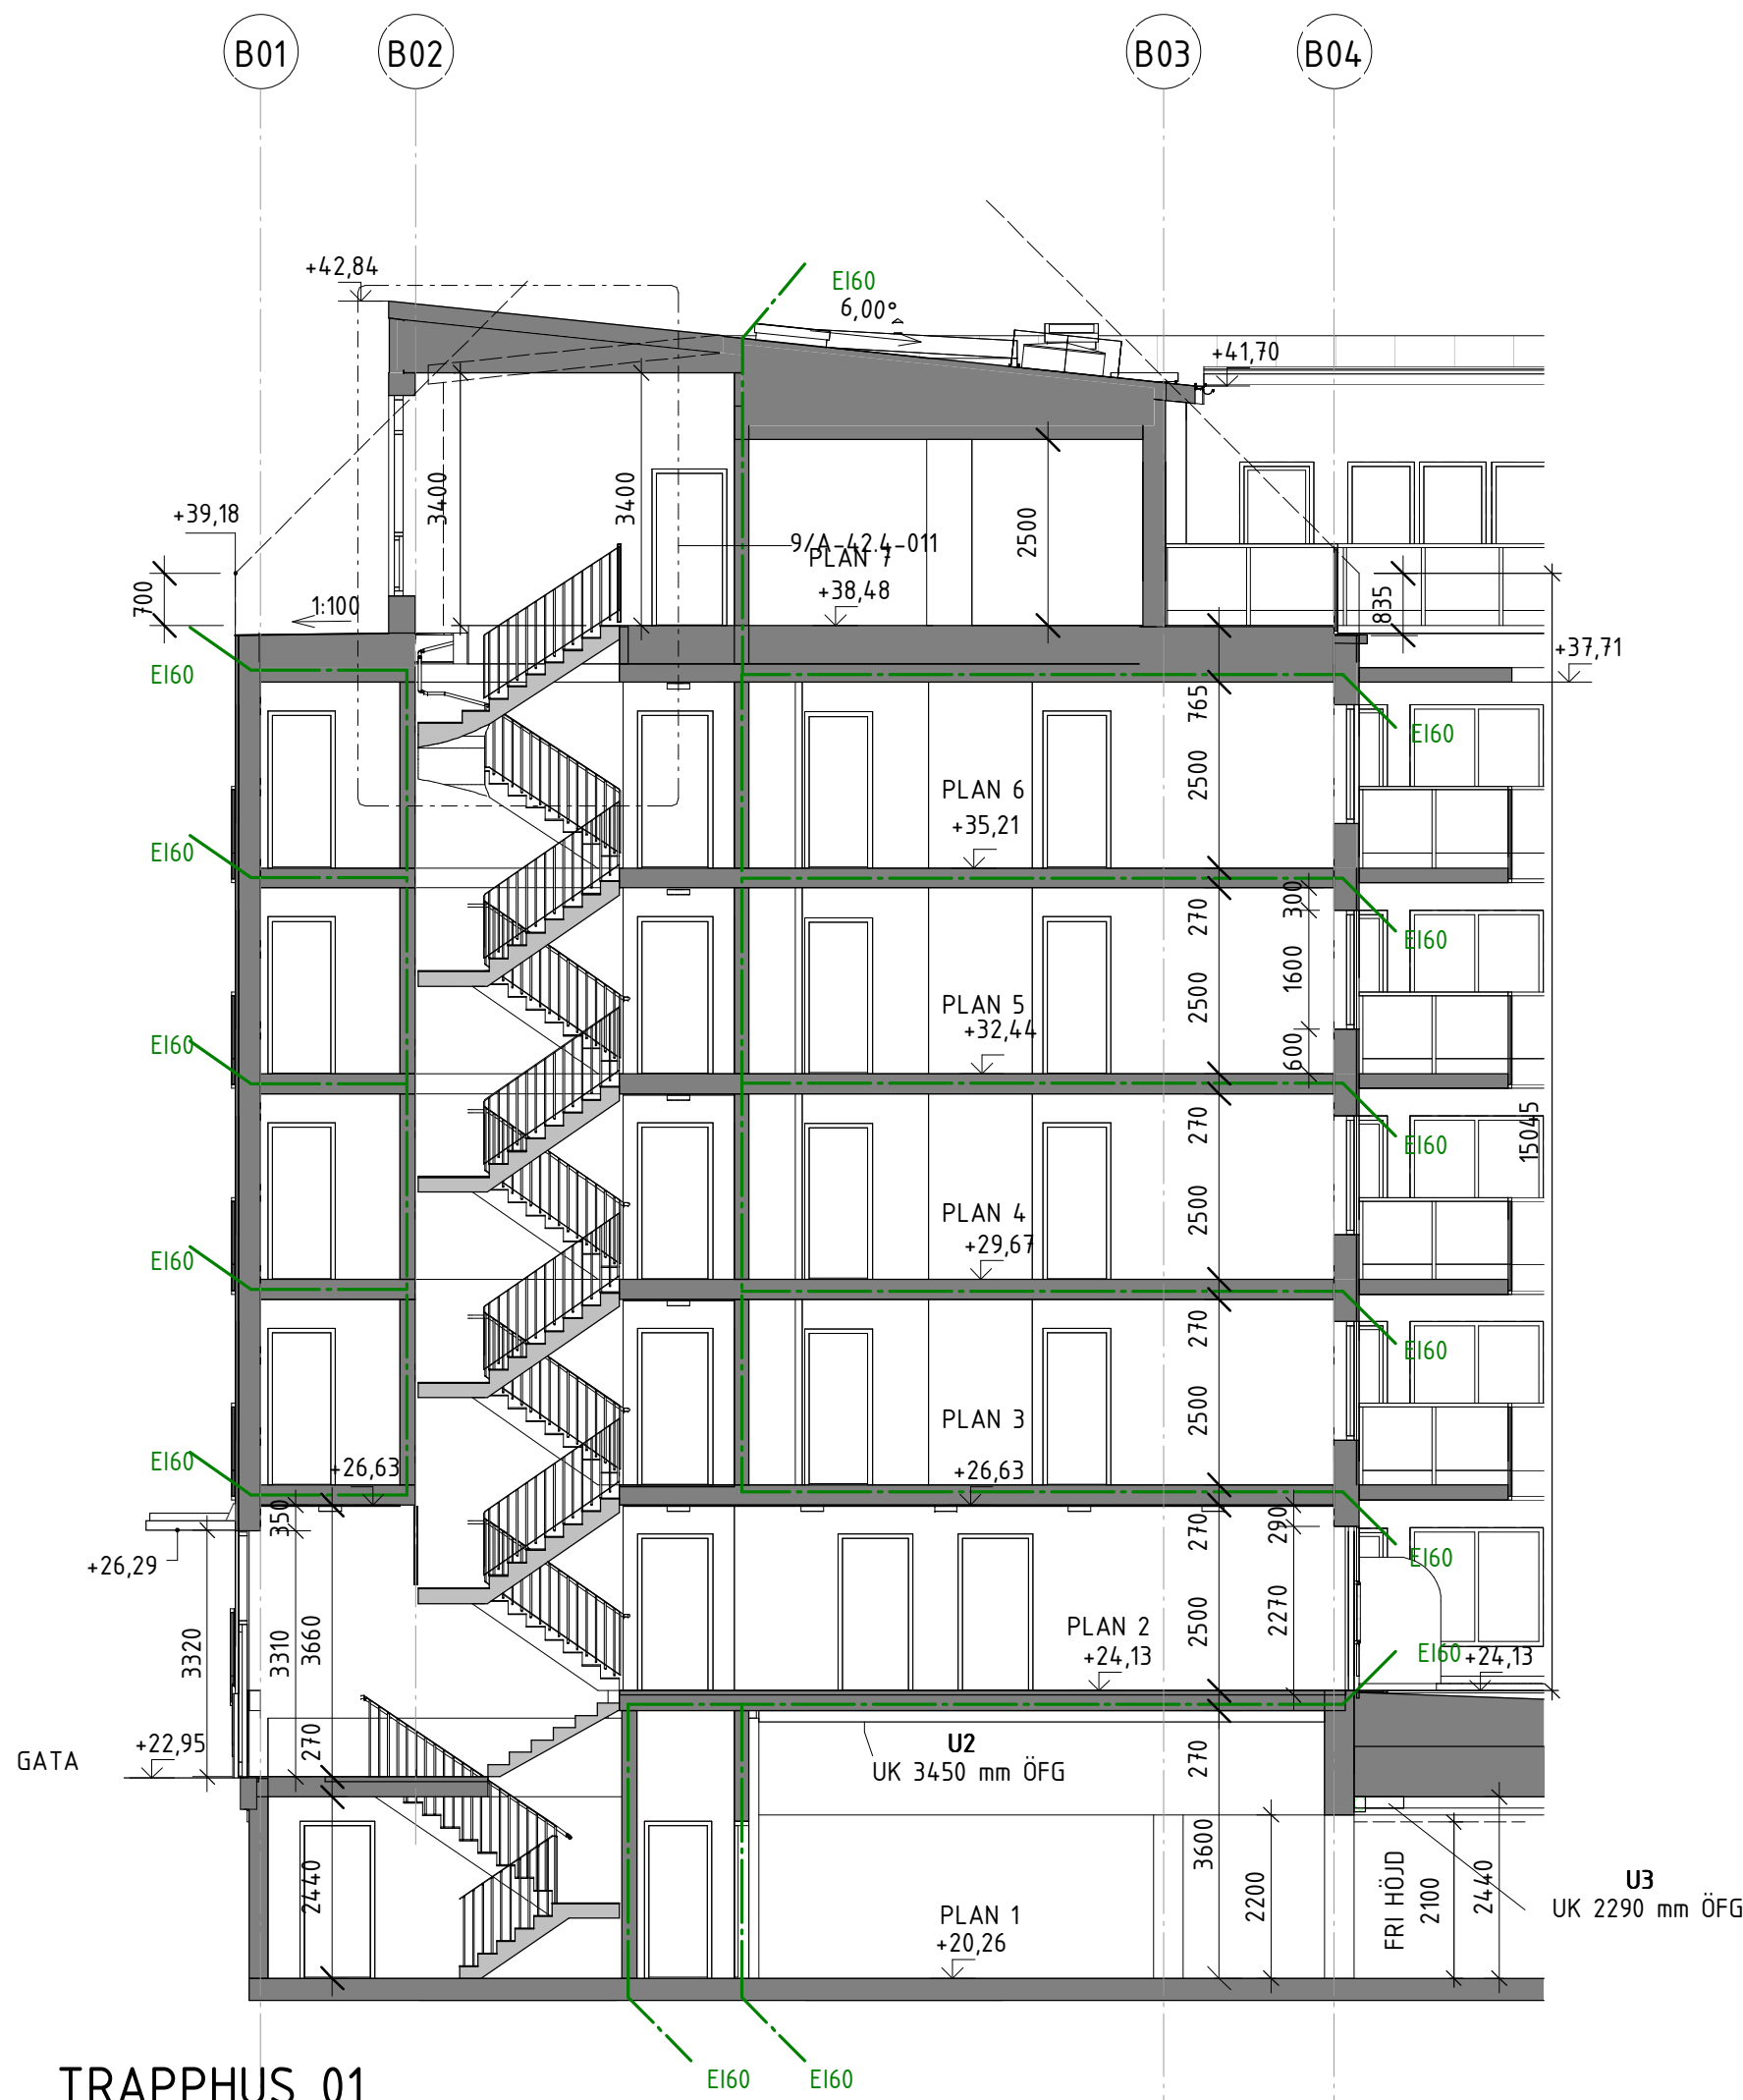 B01
B02
B03
B04
+42,84
EI60
6,00°
+41,70
+39,18
3400
3400
2500
9/A-42.4-011
PLAN 7
+38,48
700
1:100
835
+37,71
EI60
765
EI60
2500
PLAN 6
+35,21
EI60
300
270
EI60
1600
PLAN 5
+32,44
2500
EI60
600
270
15045
EI60
PLAN 4
+29,67
2500
EI60
270
EI60
PLAN 3
2500
EI60
+26,63
+26,63
350
270
290
+26,29
EI60
3320
3310
3660
PLAN 2
+24,13
2500
2270
EI60
+24,13
GATA
+22,95
270
U2
UK 3450 mm ÖFG
270
2440
3600
2200
FRI HÖJD
2100
2440
U3
UK 2290 mm ÖFG
PLAN 1
+20,26
EI60
EI60
TRAPPHUS 01